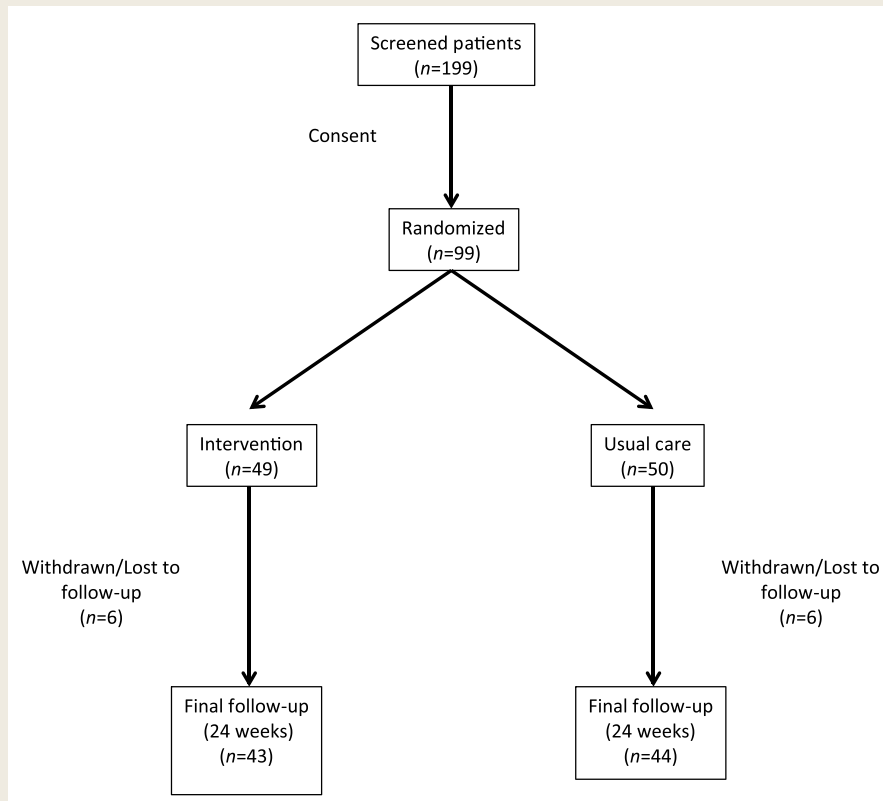 Screened patients
(n=199)
Consent
Randomized
(n=99)
Intervention
(n=49)
Usual care
(n=50)
Withdrawn/Lost to
follow-up
(n=6)
Withdrawn/Lost to
follow-up
(n=6)
Final follow-up
(24 weeks)
(n=43)
Final follow-up
(24 weeks)
(n=44)